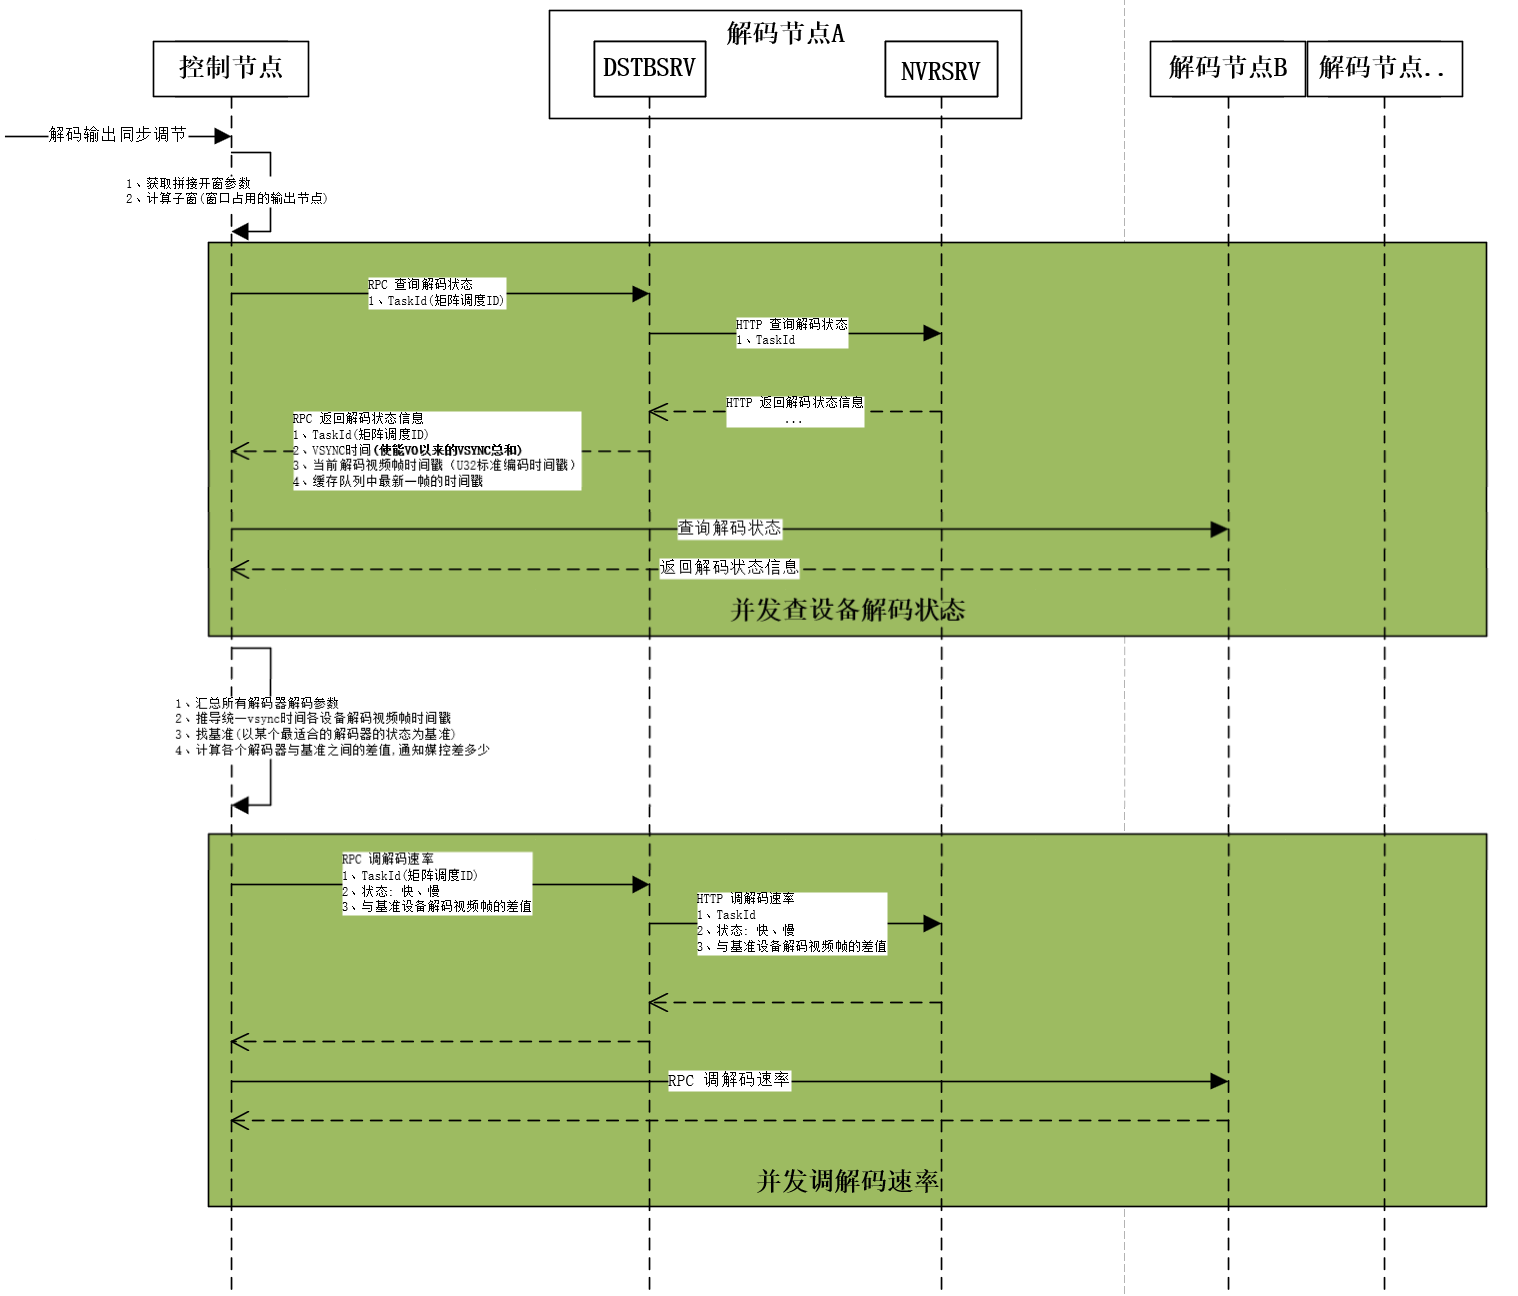 解码节点A
控制节点
DSTBSRV
NVRSRV
解码节点B
解码节点..
解码输出同步调节
1、获取拼接开窗参数
2、计算子窗(窗口占用的输出节点)
RPC 查询解码状态
1、TaskId(矩阵调度ID)
HTTP 查询解码状态
1、TaskId
HTTP 返回解码状态信息
...
RPC 返回解码状态信息
1、TaskId(矩阵调度ID)
2、VSYNC时间(使能VO以来的VSYNC总和)
3、当前解码视频帧时间戳（U32标准编码时间戳）
4、缓存队列中最新一帧的时间戳
查询解码状态
返回解码状态信息
并发查设备解码状态
1、汇总所有解码器解码参数
2、推导统一vsync时间各设备解码视频帧时间戳
3、找基准(以某个最适合的解码器的状态为基准)
4、计算各个解码器与基准之间的差值,通知媒控差多少
RPC 调解码速率
1、TaskId(矩阵调度ID)
2、状态: 快、慢
3、与基准设备解码视频帧的差值
HTTP 调解码速率
1、TaskId
2、状态: 快、慢
3、与基准设备解码视频帧的差值
RPC 调解码速率
并发调解码速率